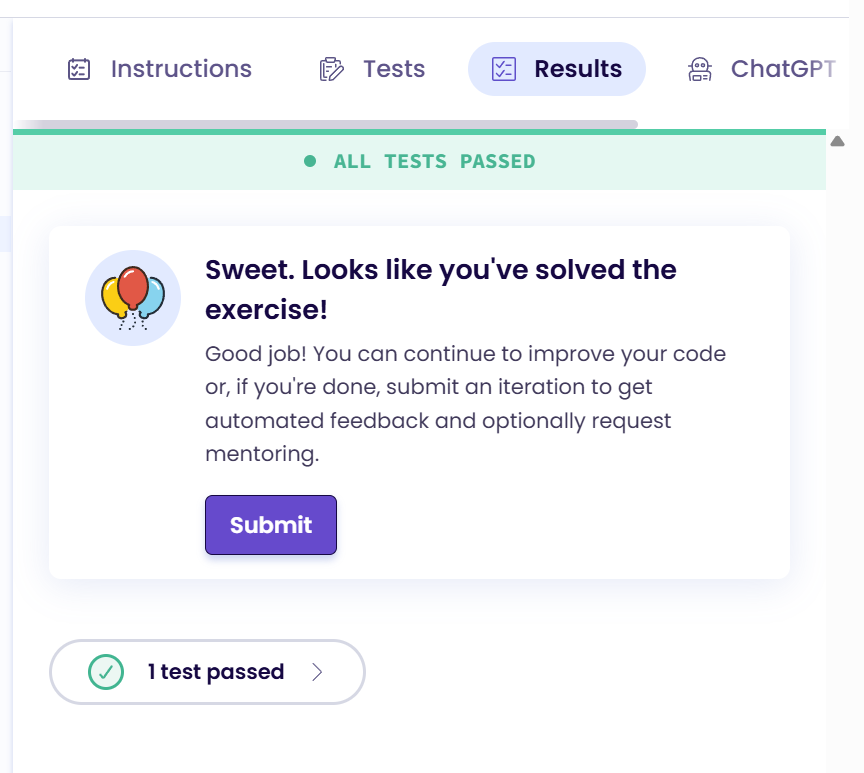 Instructions Tests Results ChatGPT
ALL TESTS PASSED
Sweet. Looks like you've solved the
exercise!
Good job! You can continue to improve your code
or, if you're done, submit an iteration to get
automated feedback and optionally request
mentoring.
Submit
1 test passed